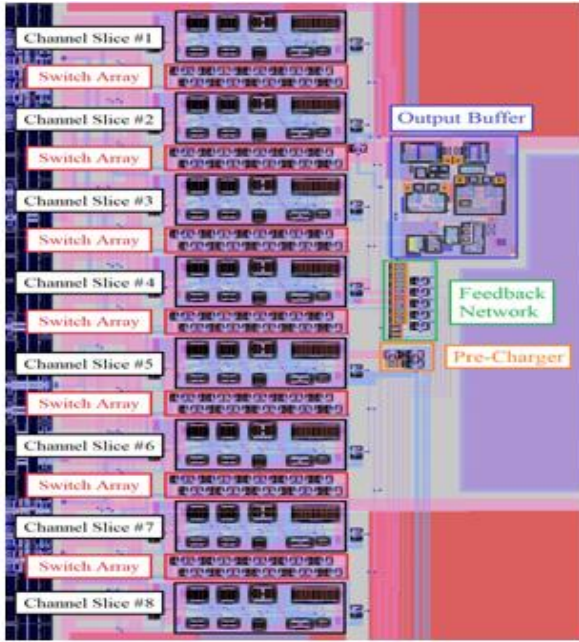 Channel Slice #1
Switch Array
Channel Slice #2
Output Buffer
Switch Array
Channel Slice #3
Switch Array
Channel Slice #4
Feedback
Network
Switch Array
Channel Slice #5
Pre-Charger
Switch Array
Channel Slice #6
Switch Array
Channel Slice #7
Switch Array
Channel Slice #8